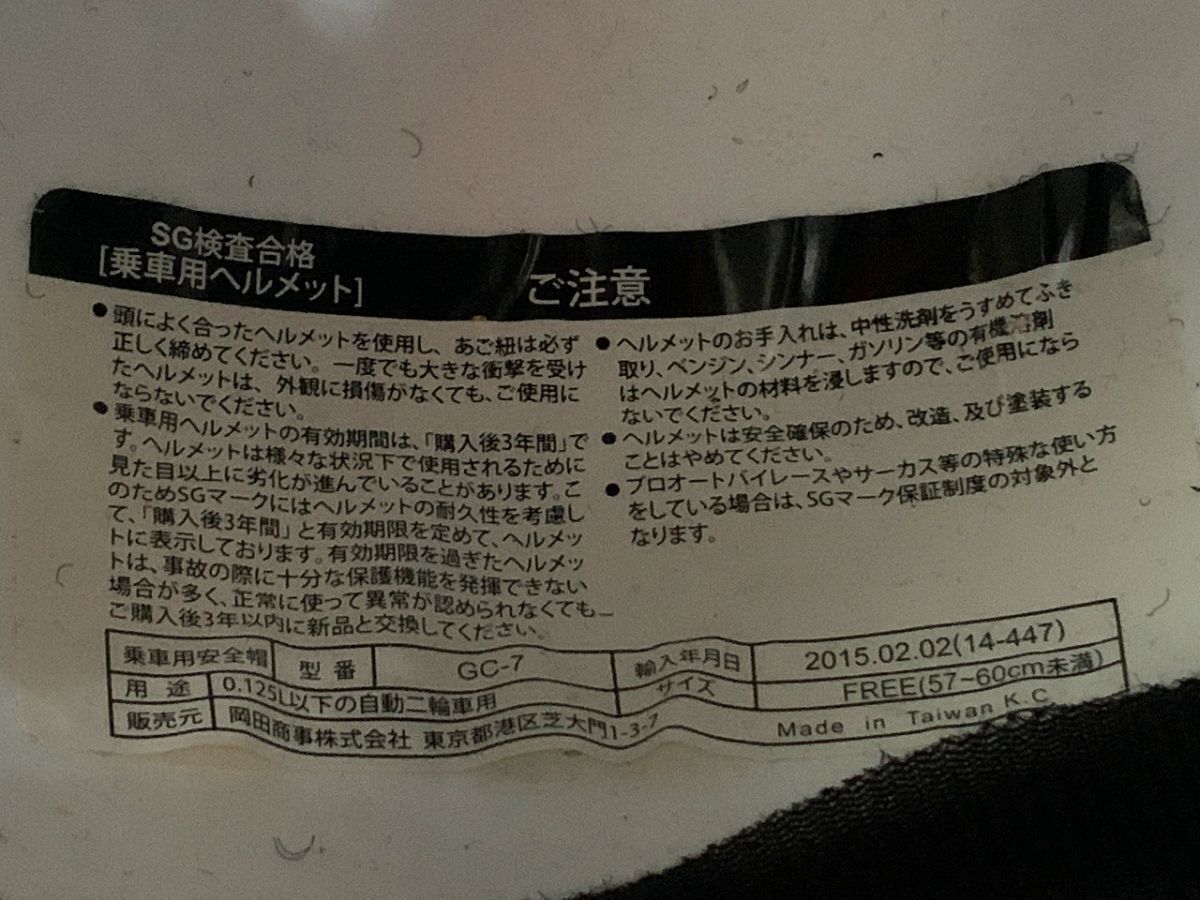 SG検査合格
[乗車用ヘルメット]
ご注意
●頭によく合ったヘルメットを使用し、あご紐は必ず
正しく締めてください。一度でも大きな衝撃を受け
たヘルメットは、外観に損傷がなくても、ご使用に
ならないでください。
●乗車用ヘルメットの有効期間は、「購入後3年間」で
す。ヘルメットは様々な状況下で使用されるために
見た目以上に劣化が進んでいることがあります。こ
のためSGマークにはヘルメットの耐久性を考慮し
て、「購入後3年間」と有効期限を定めて、ヘルメッ
トに表示しております。有効期限を過ぎたヘルメッ
トは、事故の際に十分な保護機能を発揮できない
場合が多く、正常に使って異常が認められなくても
ご購入後3年以内に新品と交換してください。
●ヘルメットのお手入れは、中性洗剤をうすめてふき
取り、ベンジン、シンナー、ガソリン等の有機溶剤
はヘルメットの材料を浸しますので、ご使用になら
ないでください。
●ヘルメットは安全確保のため、改造、及び塗装する
ことはやめてください。
●プロオートバイレースやサーカス等の特殊な使い方
をしている場合は、SGマーク保証制度の対象外と
なります。
乗車用安全帽 型番 GC-7 輸入年月日 2015.02.02(14-447)
用途 0.125L以下の自動二輪車用 サイズ FREE(57~60cm未満)
販売元 岡田商事株式会社 東京都港区芝大門1-3-7 Made in Taiwan K.C